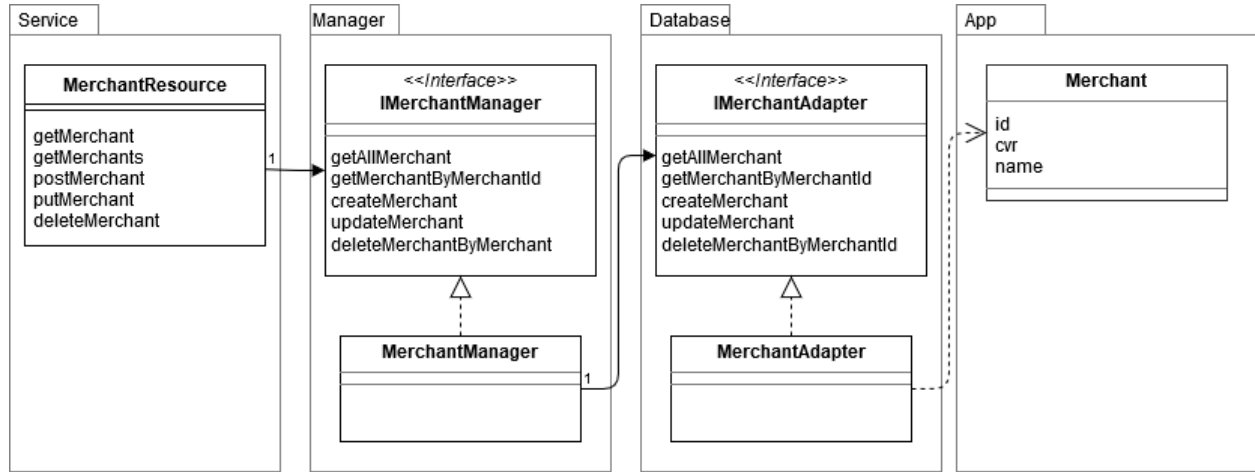 Service
Manager
Database
App
MerchantResource
getMerchant
getMerchants
postMerchant
putMerchant
deleteMerchant
1
<<Interface>>
IMerchantManager
getAllMerchant
getMerchantByMerchantId
createMerchant
updateMerchant
deleteMerchantByMerchant
MerchantManager
1
<<Interface>>
IMerchantAdapter
getAllMerchant
getMerchantByMerchantId
createMerchant
updateMerchant
deleteMerchantByMerchantId
MerchantAdapter
Merchant
id
cvr
name